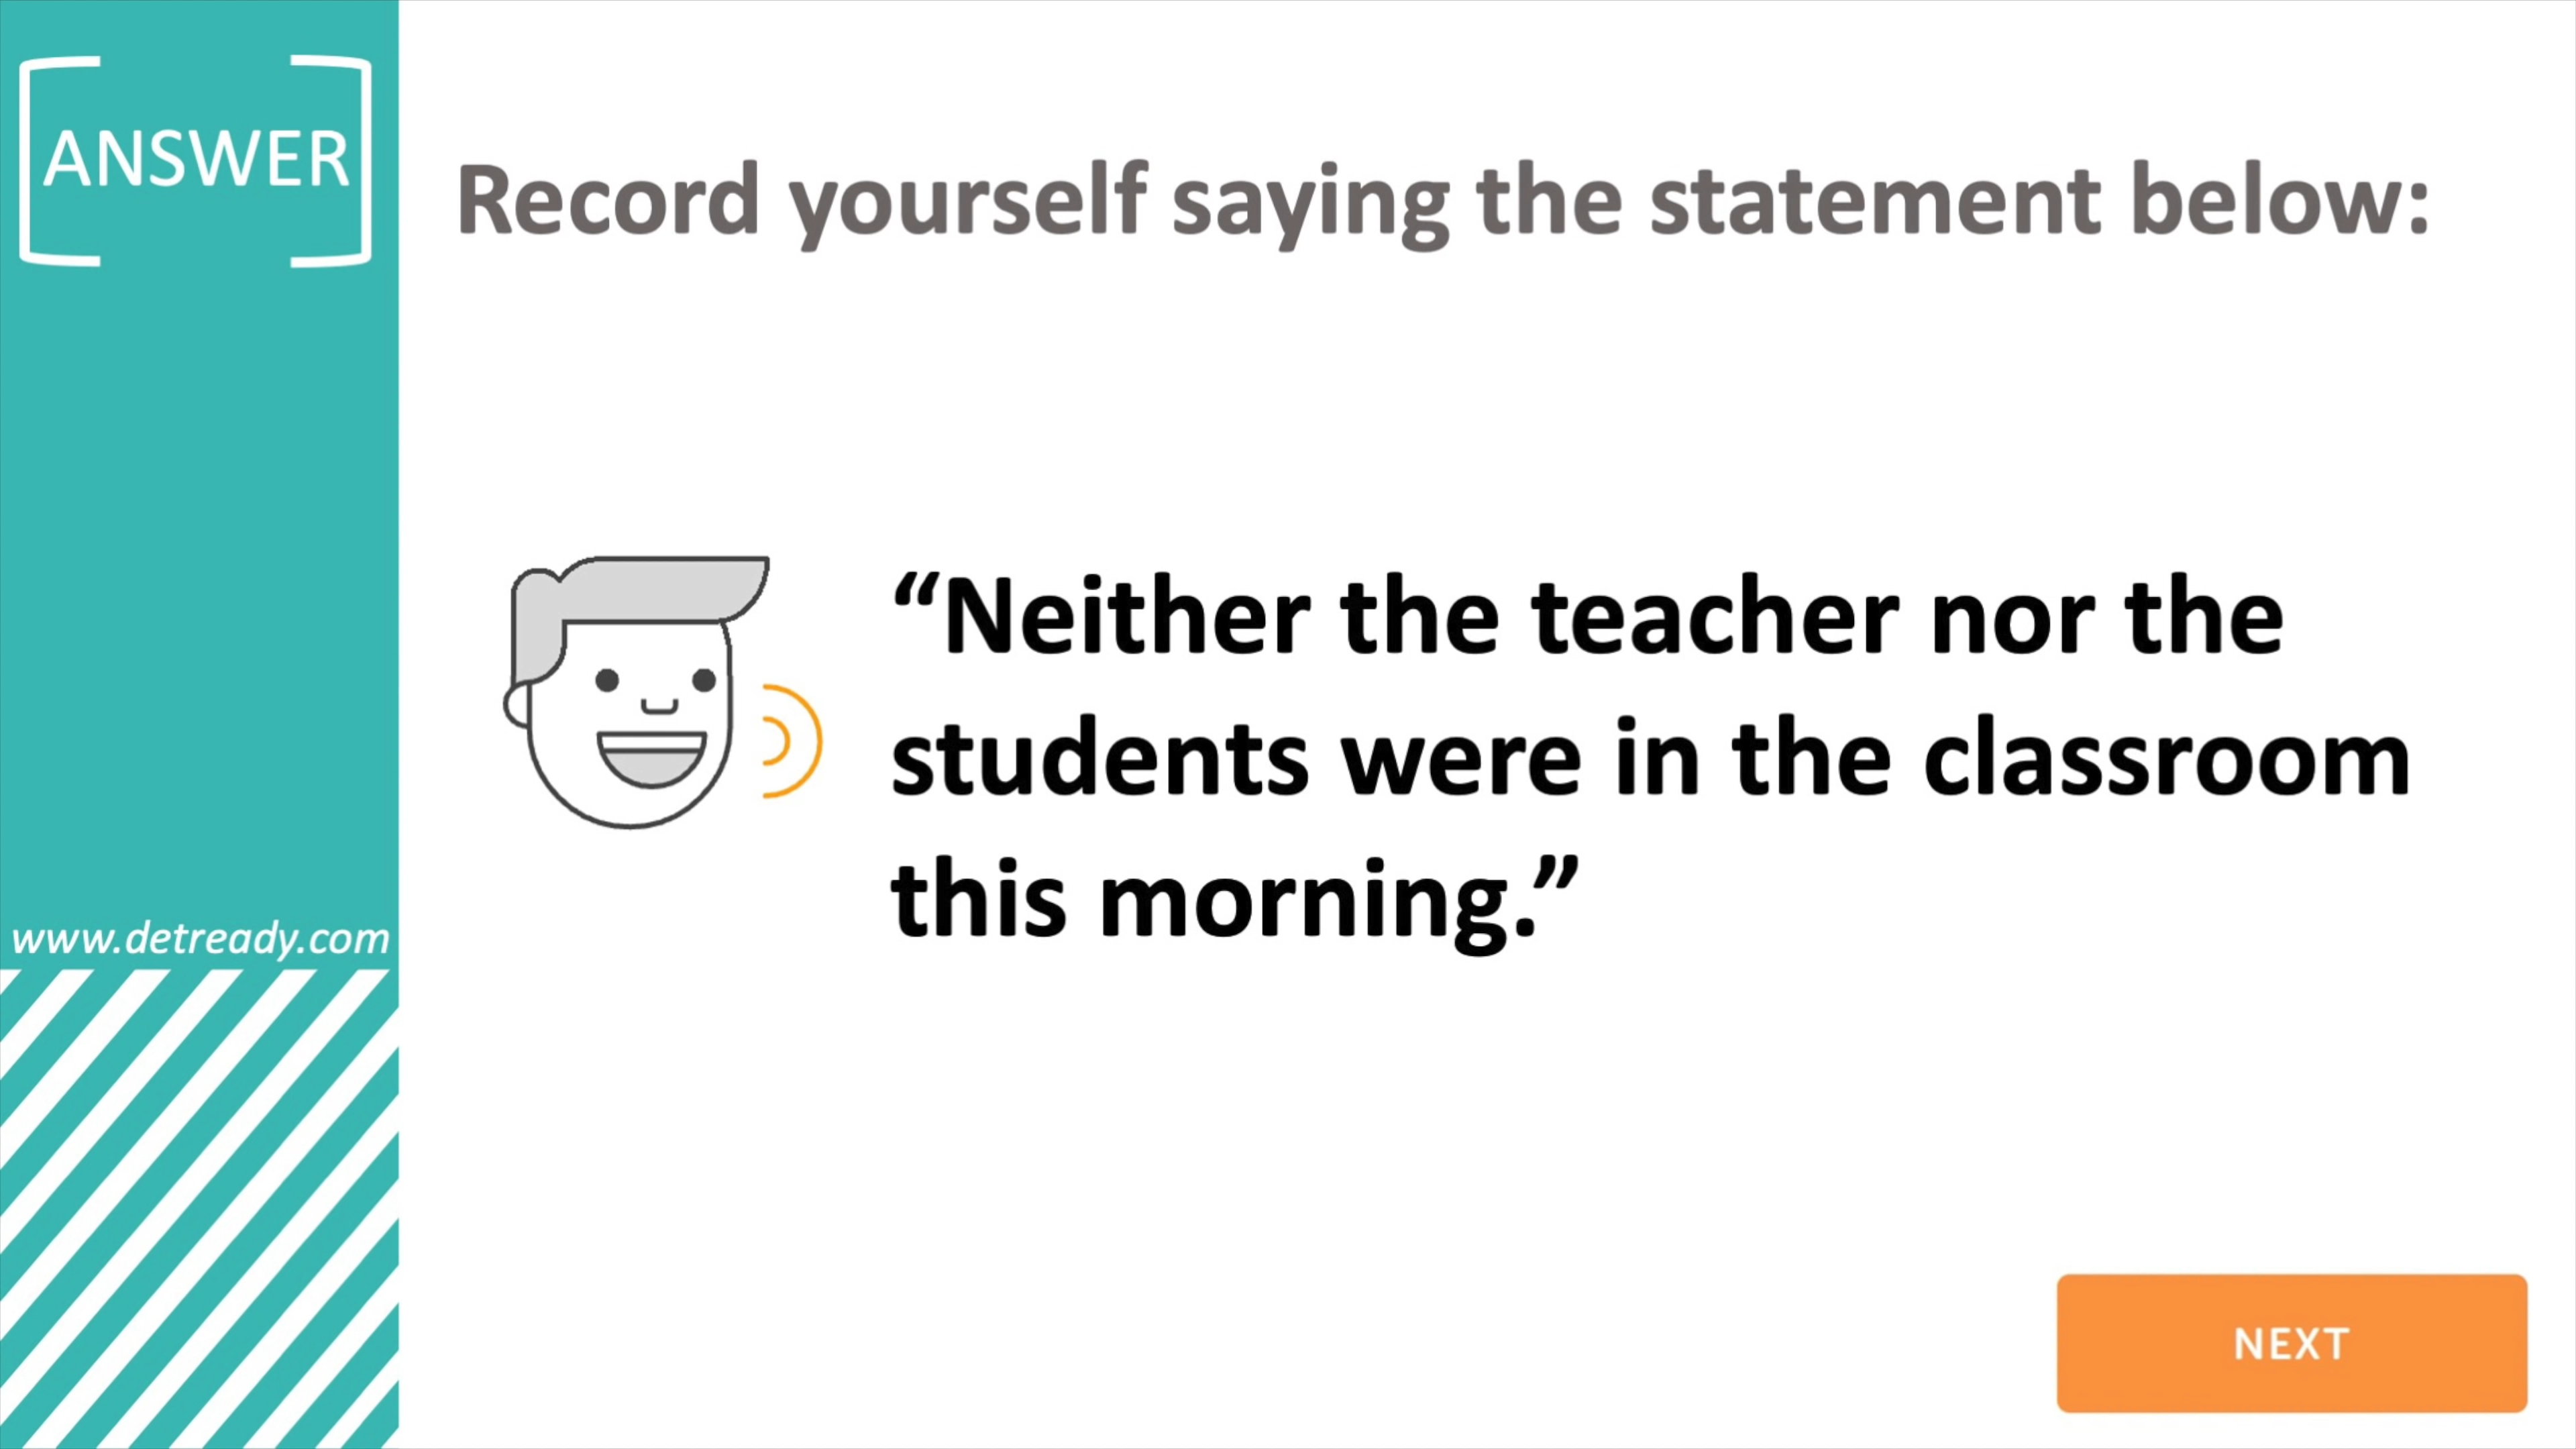 ANSWER
Record yourself saying the statement below:
“Neither the teacher nor the
students were in the classroom
this morning.”
www.detready.com
NEXT